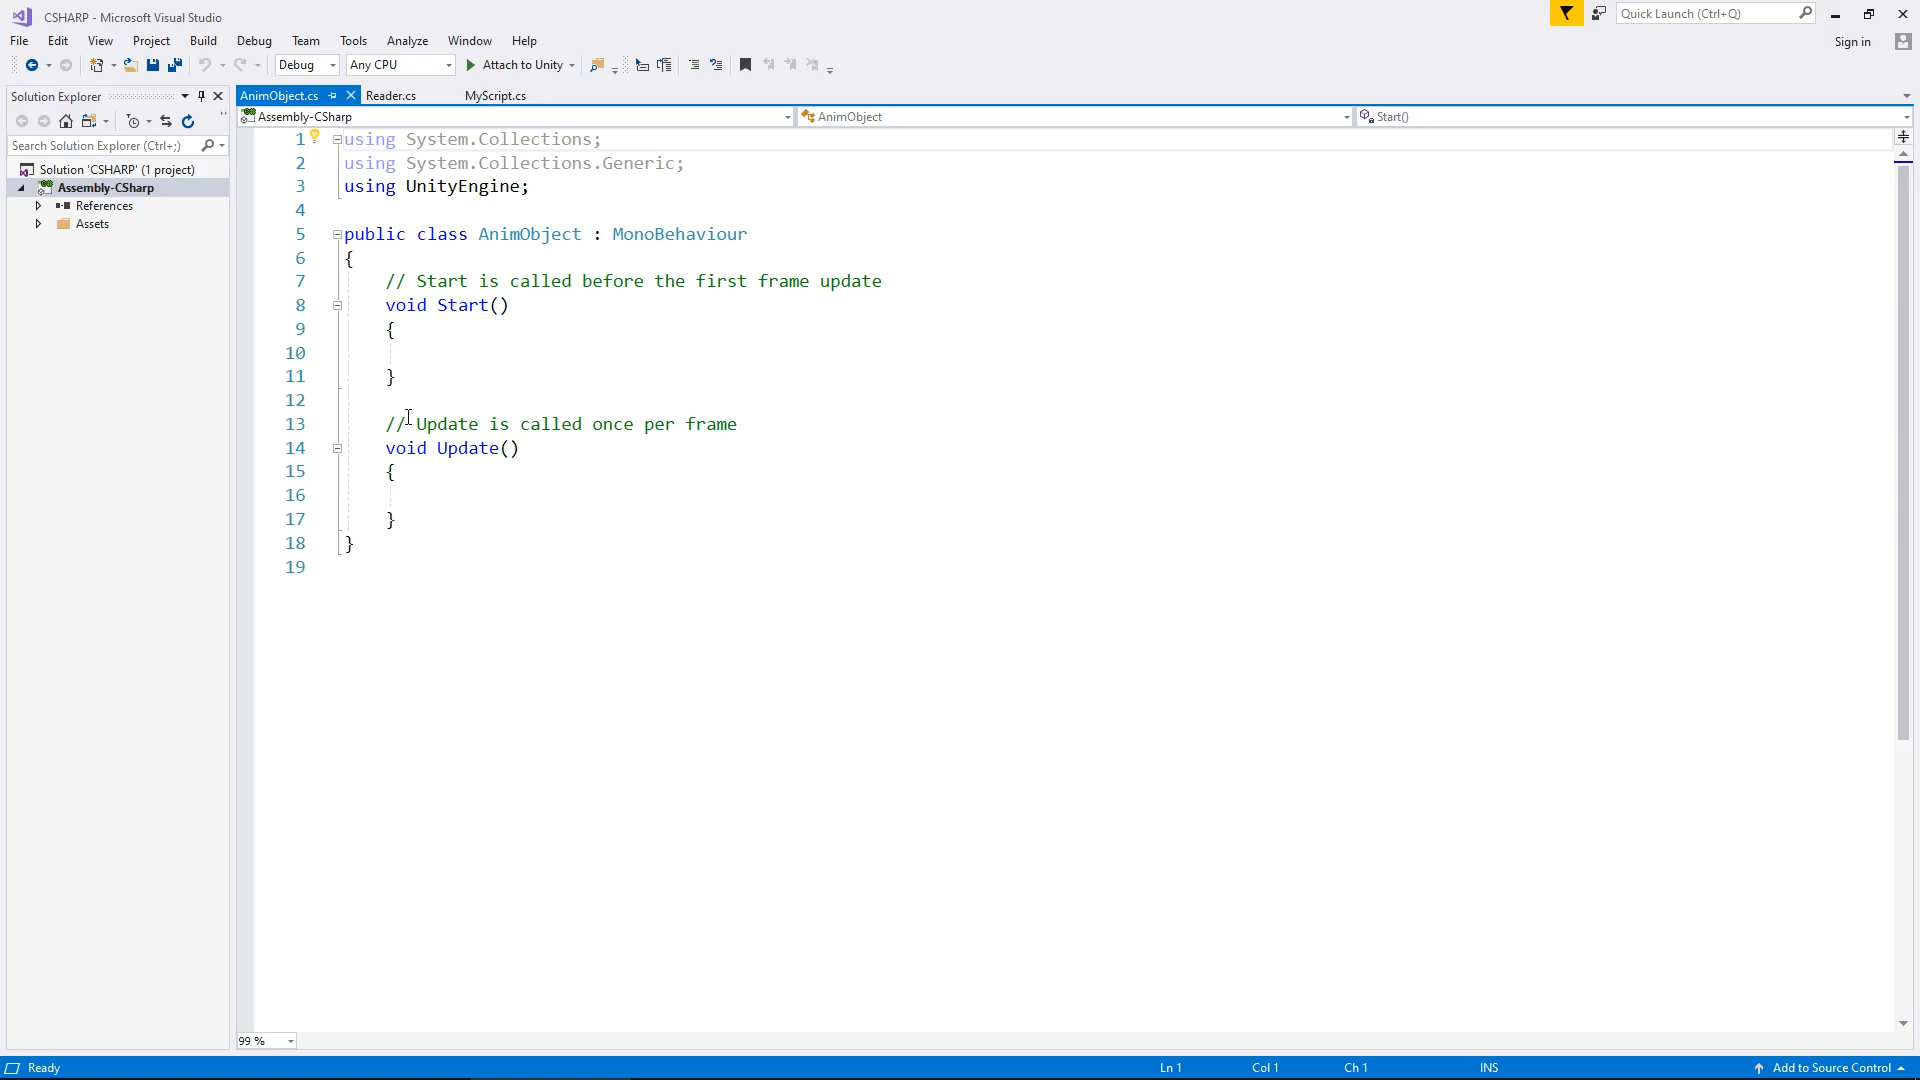 CSHARP - Microsoft Visual Studio
Quick Launch (Ctrl+Q)
File Edit View Project Build Debug Team Tools Analyze Window Help
Sign in
Debug Any CPU Attach to Unity
Solution Explorer
AnimObject.cs Reader.cs MyScript.cs
Assembly-CSharp AnimObject Start()
Search Solution Explorer (Ctrl+;)
Solution 'CSHARP' (1 project)
Assembly-CSharp
References
Assets
1 using System.Collections;
2 using System.Collections.Generic;
3 using UnityEngine;
4
5 public class AnimObject : MonoBehaviour
6 {
7 // Start is called before the first frame update
8 void Start()
9 {
10
11 }
12
13 // Update is called once per frame
14 void Update()
15 {
16
17 }
18 }
19
99 %
Ready Ln 1 Col 1 Ch 1 INS Add to Source Control